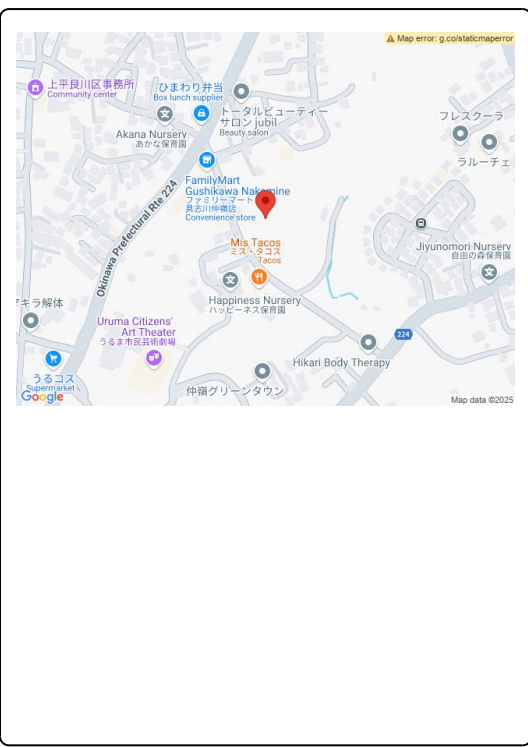 Map error: g.co/staticmaperror
上平良川区事務所
Community center
ひまわり弁当
Box lunch supplier
トータルビューティー
サロン jubil
Beauty salon
Akana Nursery
あかな保育園
フレスクーラ
ラルーチェ
FamilyMart
Gushikawa Nakamine
ファミリーマート
具志川仲嶺店
Convenience store
Okinawa Prefectural Rte 224
Mis Tacos
ミス・タコス
Tacos
Jiyunomori Nursery
自由の森保育園
Happiness Nursery
ハッピーネス保育園
アキラ解体
Uruma Citizens'
Art Theater
うるま市民芸術劇場
224
Hikari Body Therapy
うるコス
Supermarket
仲嶺グリーンタウン
Google
Map data ©2025